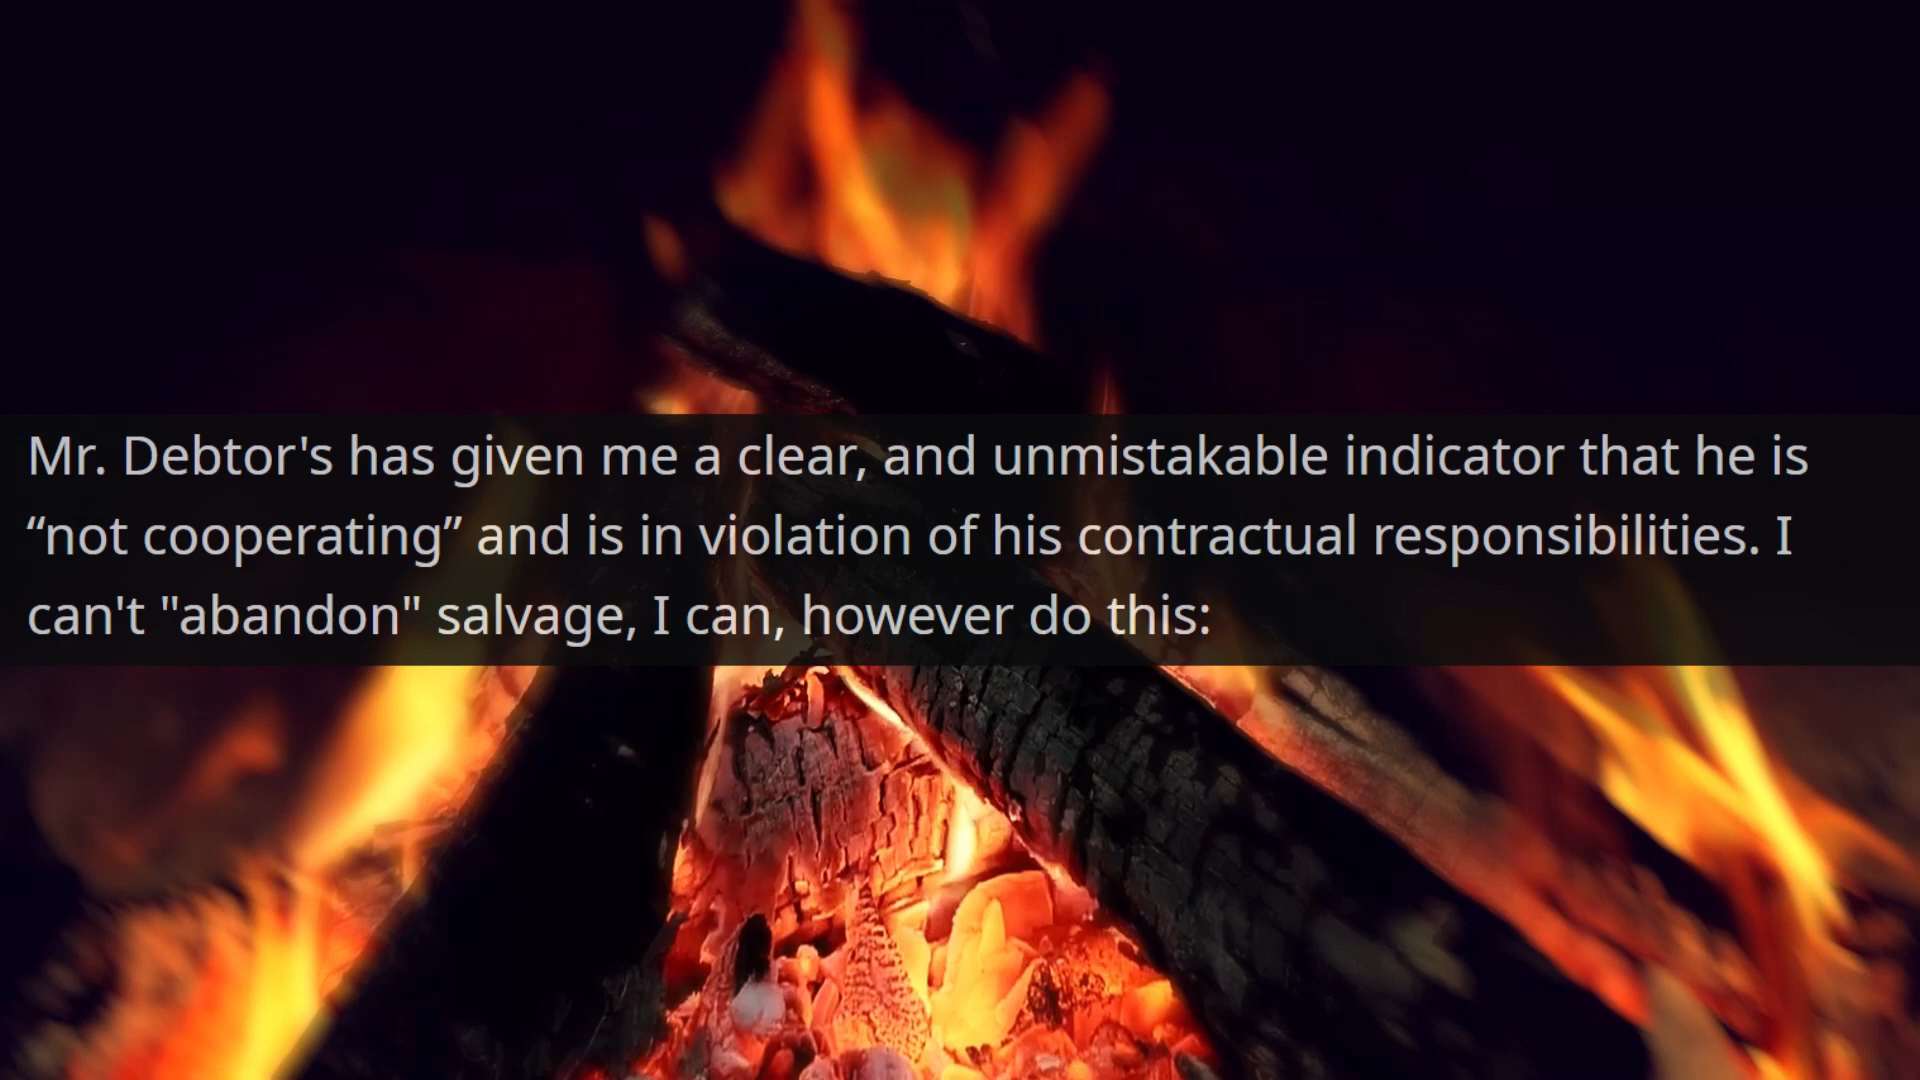 Mr. Debtor's has given me a clear, and unmistakable indicator that he is
“not cooperating” and is in violation of his contractual responsibilities. I
can't "abandon" salvage, I can, however do this: